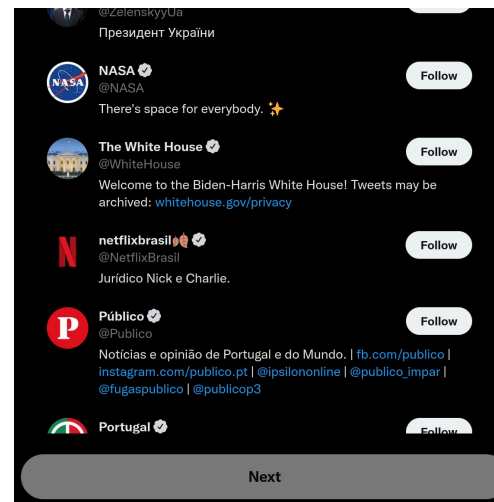 @ZelenskyyUa
Президент України
NASA
@NASA
Follow
There's space for everybody. ✨
The White House
@WhiteHouse
Follow
Welcome to the Biden-Harris White House! Tweets may be
archived: whitehouse.gov/privacy
netflixbrasil🍂
@NetflixBrasil
Follow
Jurídico Nick e Charlie.
P
Público
@Publico
Follow
Notícias e opinião de Portugal e do Mundo. | fb.com/publico |
instagram.com/publico.pt | @ipsilononline | @publico_impar |
@fugaspublico | @publicop3
Portugal
Follow
Next